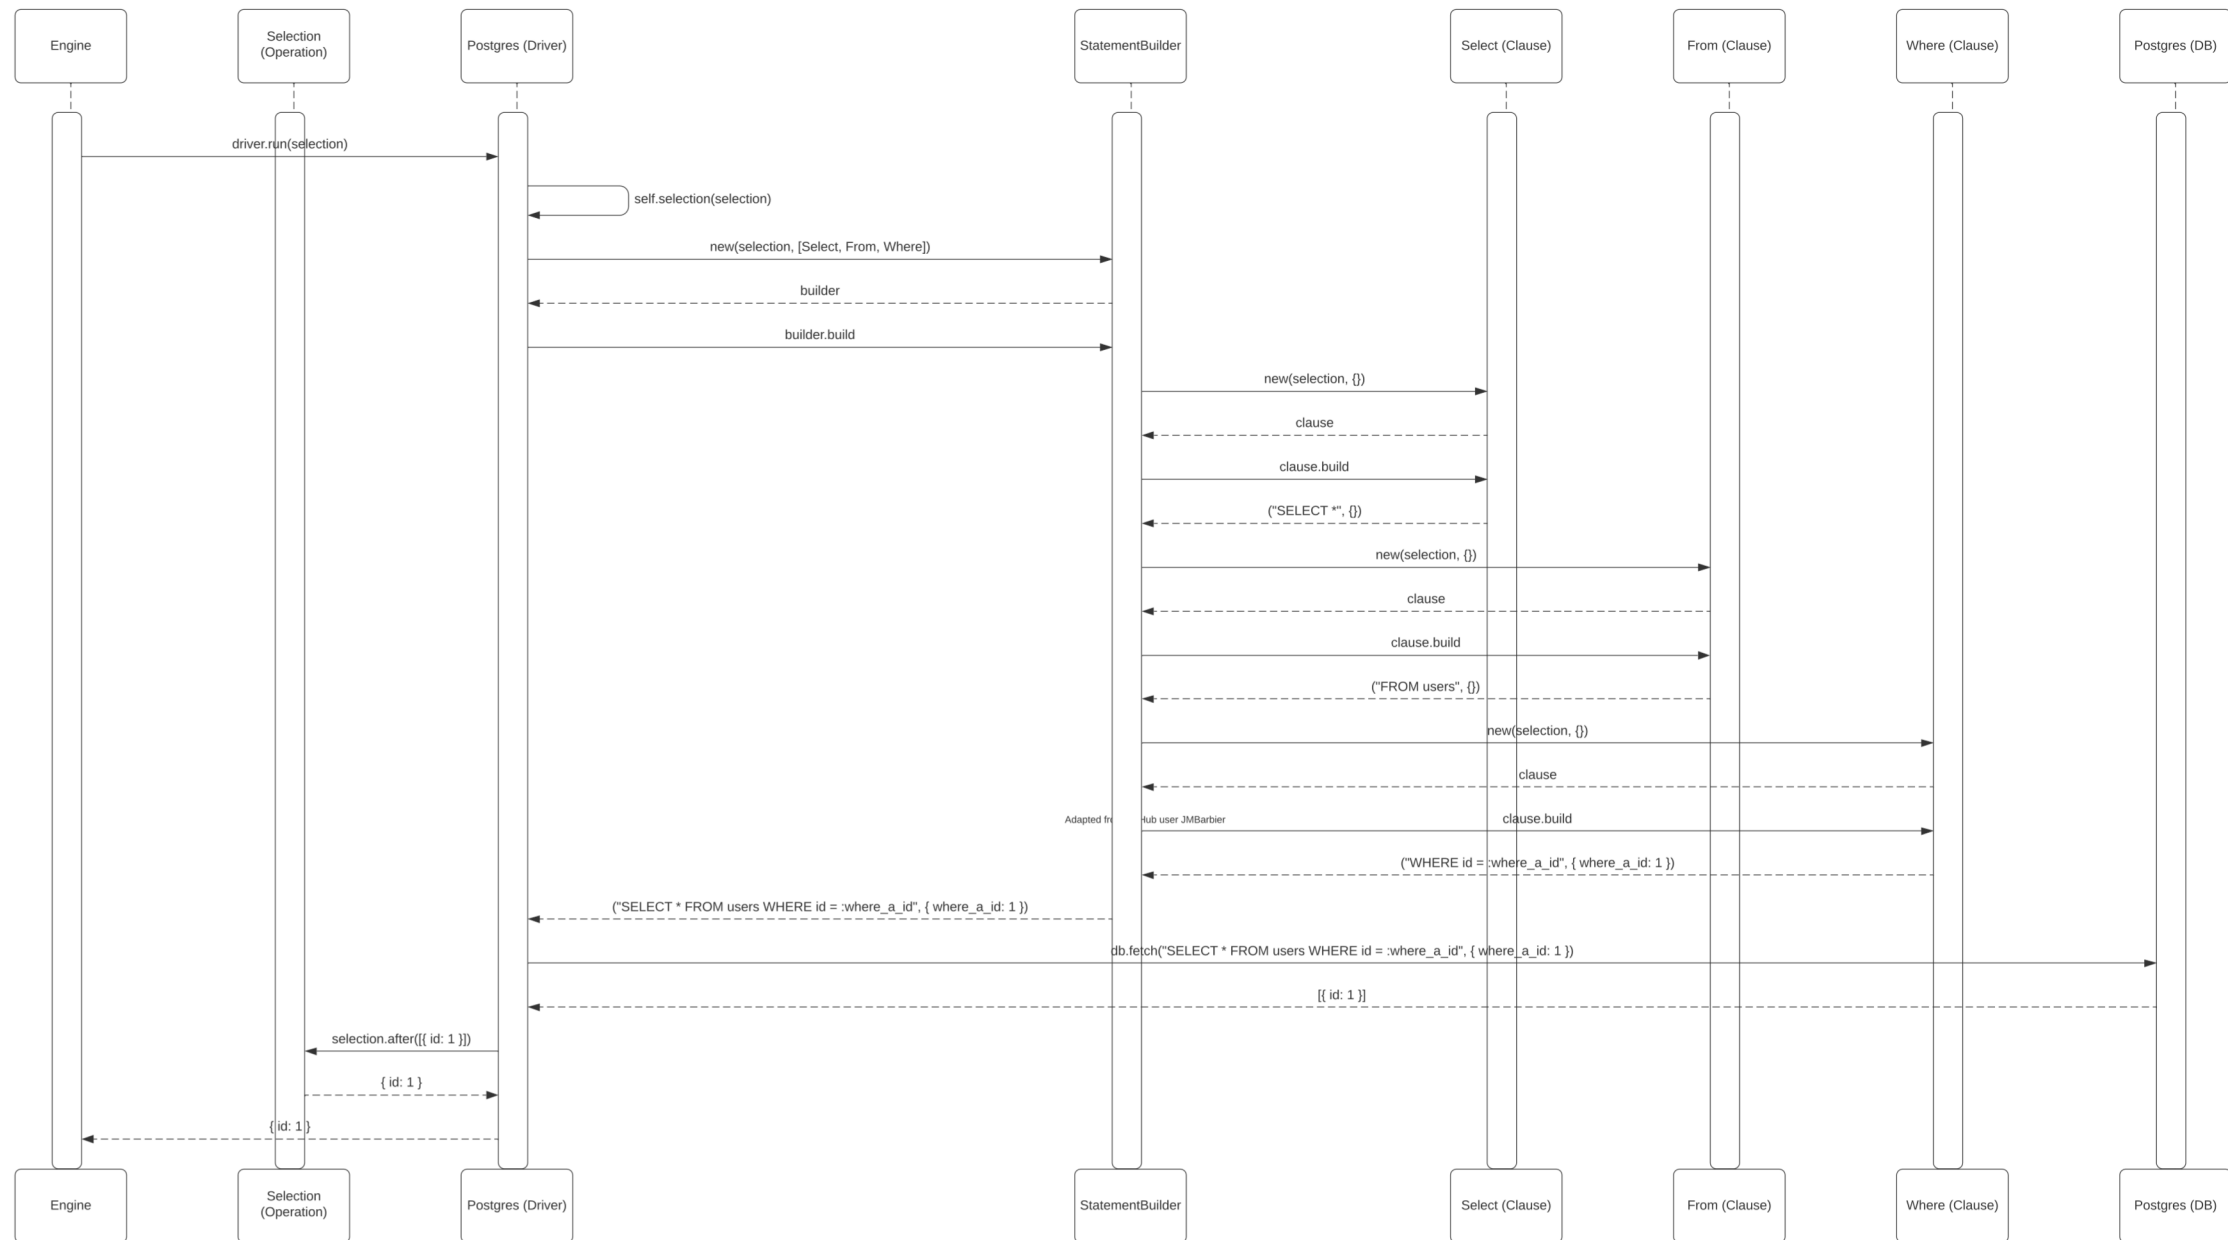 Engine
Selection
(Operation)
Postgres (Driver)
StatementBuilder
Select (Clause)
From (Clause)
Where (Clause)
Postgres (DB)
driver.run(selection)
self.selection(selection)
new(selection, [Select, From, Where])
builder
builder.build
new(selection, {})
clause
clause.build
("SELECT *", {})
new(selection, {})
clause
clause.build
("FROM users", {})
new(selection, {})
clause
Adapted Hub user JMBarbier
clause.build
("WHERE id = :where_a_id", { where_a_id: 1 })
("SELECT * FROM users WHERE id = :where_a_id", { where_a_id: 1 })
db.fetch("SELECT * FROM users WHERE id = :where_a_id", { where_a_id: 1 })
[{ id: 1 }]
selection.after([{ id: 1 }])
{ id: 1 }
{ id: 1 }
Engine
Selection
(Operation)
Postgres (Driver)
StatementBuilder
Select (Clause)
From (Clause)
Where (Clause)
Postgres (DB)